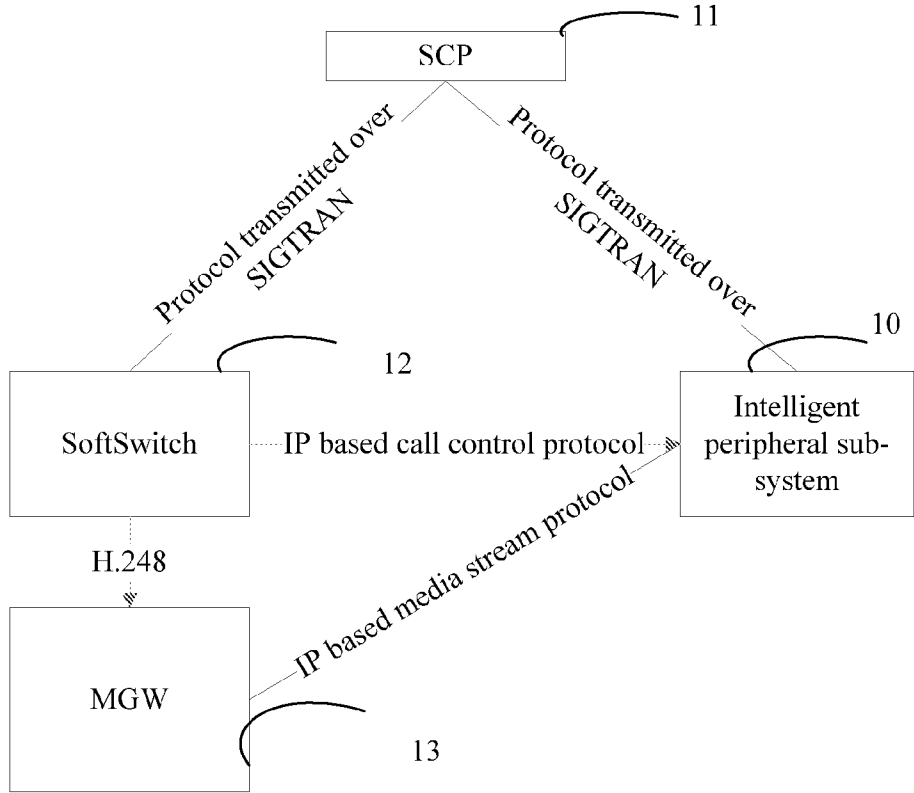 11
SCP
Protocol transmitted over
SIGTRAN
Protocol transmitted over
SIGTRAN
10
12
SoftSwitch
IP based call control protocol
Intelligent
peripheral sub-
system
H.248
IP based media stream protocol
MGW
13